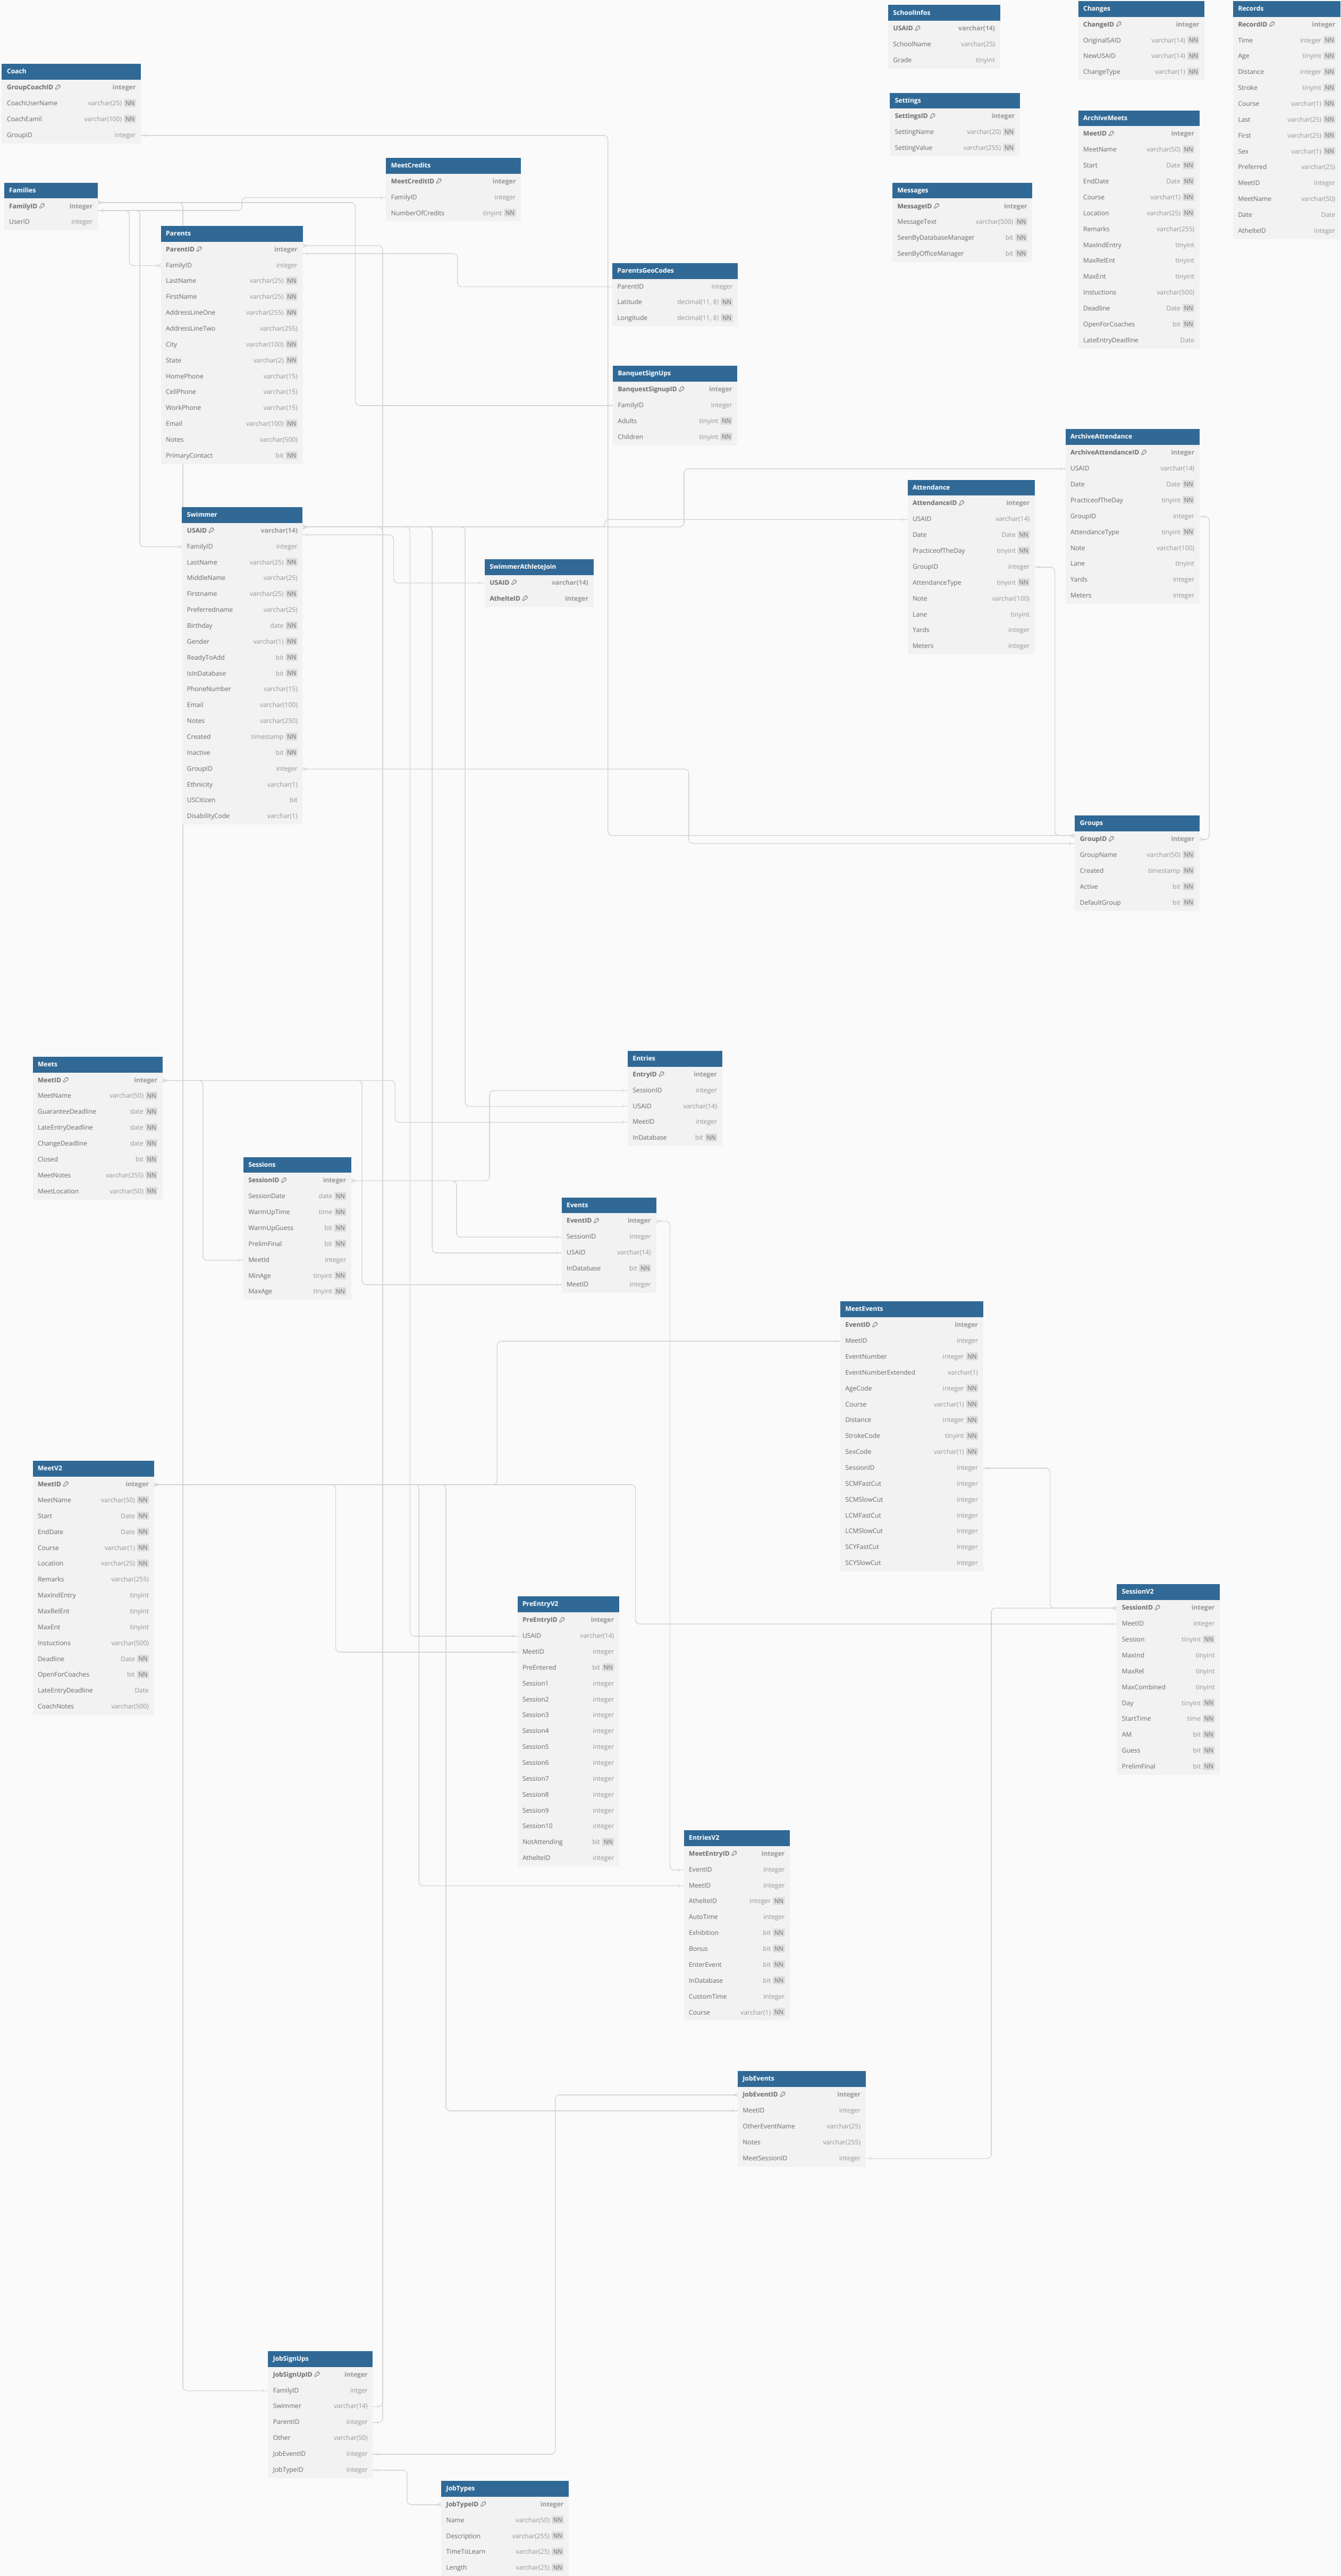 SchoolInfos
USAID varchar(14)
SchoolName varchar(25)
Grade tinyint
Changes
ChangeID integer
OriginalSAID varchar(14) NN
NewUSAID varchar(14) NN
ChangeType varchar(1) NN
Records
RecordID integer
Time integer NN
Age tinyint NN
Distance integer NN
Stroke tinyint NN
Course varchar(1) NN
Last varchar(25) NN
First varchar(25) NN
Sex varchar(1) NN
Preferred varchar(25)
MeetID integer
MeetName varchar(50)
Date Date
AthelteID integer
Coach
GroupCoachID integer
CoachUserName varchar(25) NN
CoachEamil varchar(100) NN
GroupID integer
Settings
SettingsID integer
SettingName varchar(20) NN
SettingValue varchar(255) NN
ArchiveMeets
MeetID integer
MeetName varchar(50) NN
Start Date NN
EndDate Date NN
Course varchar(1) NN
Location varchar(25) NN
Remarks varchar(255)
MaxIndEntry tinyint
MaxRelEnt tinyint
MaxEnt tinyint
Instuctions varchar(500)
Deadline Date NN
OpenForCoaches bit NN
LateEntryDeadline Date
MeetCredits
MeetCreditID integer
FamilyID integer
NumberOfCredits tinyint NN
Families
FamilyID integer
UserID integer
Messages
MessageID integer
MessageText varchar(500) NN
SeenByDatabaseManager bit NN
SeenByOfficeManager bit NN
Parents
ParentID integer
FamilyID integer
LastName varchar(25) NN
FirstName varchar(25) NN
AddressLineOne varchar(255) NN
AddressLineTwo varchar(255)
City varchar(100) NN
State varchar(2) NN
HomePhone varchar(15)
CellPhone varchar(15)
WorkPhone varchar(15)
Email varchar(100) NN
Notes varchar(500)
PrimaryContact bit NN
ParentsGeoCodes
ParentID integer
Latitude decimal(11, 8) NN
Longitude decimal(11, 8) NN
BanquetSignUps
BanquestSignupID integer
FamilyID integer
Adults tinyint NN
Children tinyint NN
ArchiveAttendance
ArchiveAttendanceID integer
USAID varchar(14)
Date Date NN
PracticeoftheDay tinyint NN
GroupID integer
AttendanceType tinyint NN
Note varchar(100)
Lane tinyint
Yards integer
Meters integer
Attendance
AttendanceID integer
USAID varchar(14)
Date Date NN
PracticeoftheDay tinyint NN
GroupID integer
AttendanceType tinyint NN
Note varchar(100)
Lane tinyint
Yards integer
Meters integer
Swimmer
USAID varchar(14)
FamilyID integer
LastName varchar(25) NN
MiddleName varchar(25)
Firstname varchar(25) NN
Preferredname varchar(25)
Birthday date NN
Gender varchar(1) NN
ReadyToAdd bit NN
IsInDatabase bit NN
PhoneNumber varchar(15)
Email varchar(100)
Notes varchar(250)
Created timestamp NN
Inactive bit NN
GroupID integer
Ethnicity varchar(1)
USCitizen bit
DisabilityCode varchar(1)
SwimmerAthleteJoin
USAID varchar(14)
AthelteID integer
Groups
GroupID integer
GroupName varchar(50) NN
Created timestamp NN
Active bit NN
DefaultGroup bit NN
Meets
MeetID integer
MeetName varchar(50) NN
GuaranteeDeadline date NN
LateEntryDeadline date NN
ChangeDeadline date NN
Closed bit NN
MeetNotes varchar(255) NN
MeetLocation varchar(50) NN
Entries
EntryID integer
SessionID integer
USAID varchar(14)
MeetID integer
InDatabase bit NN
Sessions
SessionID integer
SessionDate date NN
WarmUpTime time NN
WarmUpGuess bit NN
PrelimFinal bit NN
MeetId integer
MinAge tinyint NN
MaxAge tinyint NN
Events
EventID integer
SessionID integer
USAID varchar(14)
InDatabase bit NN
MeetID integer
MeetEvents
EventID integer
MeetID integer
EventNumber integer NN
EventNumberExtended varchar(1)
AgeCode integer NN
Course varchar(1) NN
Distance integer NN
StrokeCode tinyint NN
SexCode varchar(1) NN
SessionID integer
SCMFastCut integer
SCMSlowCut integer
LCMFastCut integer
LCMSlowCut integer
SCYFastCut integer
SCYSlowCut integer
MeetV2
MeetID integer
MeetName varchar(50) NN
Start Date NN
EndDate Date NN
Course varchar(1) NN
Location varchar(25) NN
Remarks varchar(255)
MaxIndEntry tinyint
MaxRelEnt tinyint
MaxEnt tinyint
Instuctions varchar(500)
Deadline Date NN
OpenForCoaches bit NN
LateEntryDeadline Date
CoachNotes varchar(500)
SessionV2
SessionID integer
MeetID integer
Session tinyint NN
MaxInd tinyint
MaxRel tinyint
MaxCombined tinyint
Day tinyint NN
StartTime time NN
AM bit NN
Guess bit NN
PrelimFinal bit NN
PreEntryV2
PreEntryID integer
USAID varchar(14)
MeetID integer
PreEntered bit NN
Session1 integer
Session2 integer
Session3 integer
Session4 integer
Session5 integer
Session6 integer
Session7 integer
Session8 integer
Session9 integer
Session10 integer
NotAttending bit NN
AthelteID integer
EntriesV2
MeetEntryID integer
EventID integer
MeetID integer
AthelteID integer NN
AutoTime integer
Exhibition bit NN
Bonus bit NN
EnterEvent bit NN
InDatabase bit NN
CustomTime integer
Course varchar(1) NN
JobEvents
JobEventID integer
MeetID integer
OtherEventName varchar(25)
Notes varchar(255)
MeetSessionID integer
JobSignUps
JobSignUpID integer
FamilyID intger
Swimmer varchar(14)
ParentID integer
Other varchar(50)
JobEventID integer
JobTypeID integer
JobTypes
JobTypeID integer
Name varchar(50) NN
Description varchar(255) NN
TimeToLearn varchar(25) NN
Length varchar(25) NN